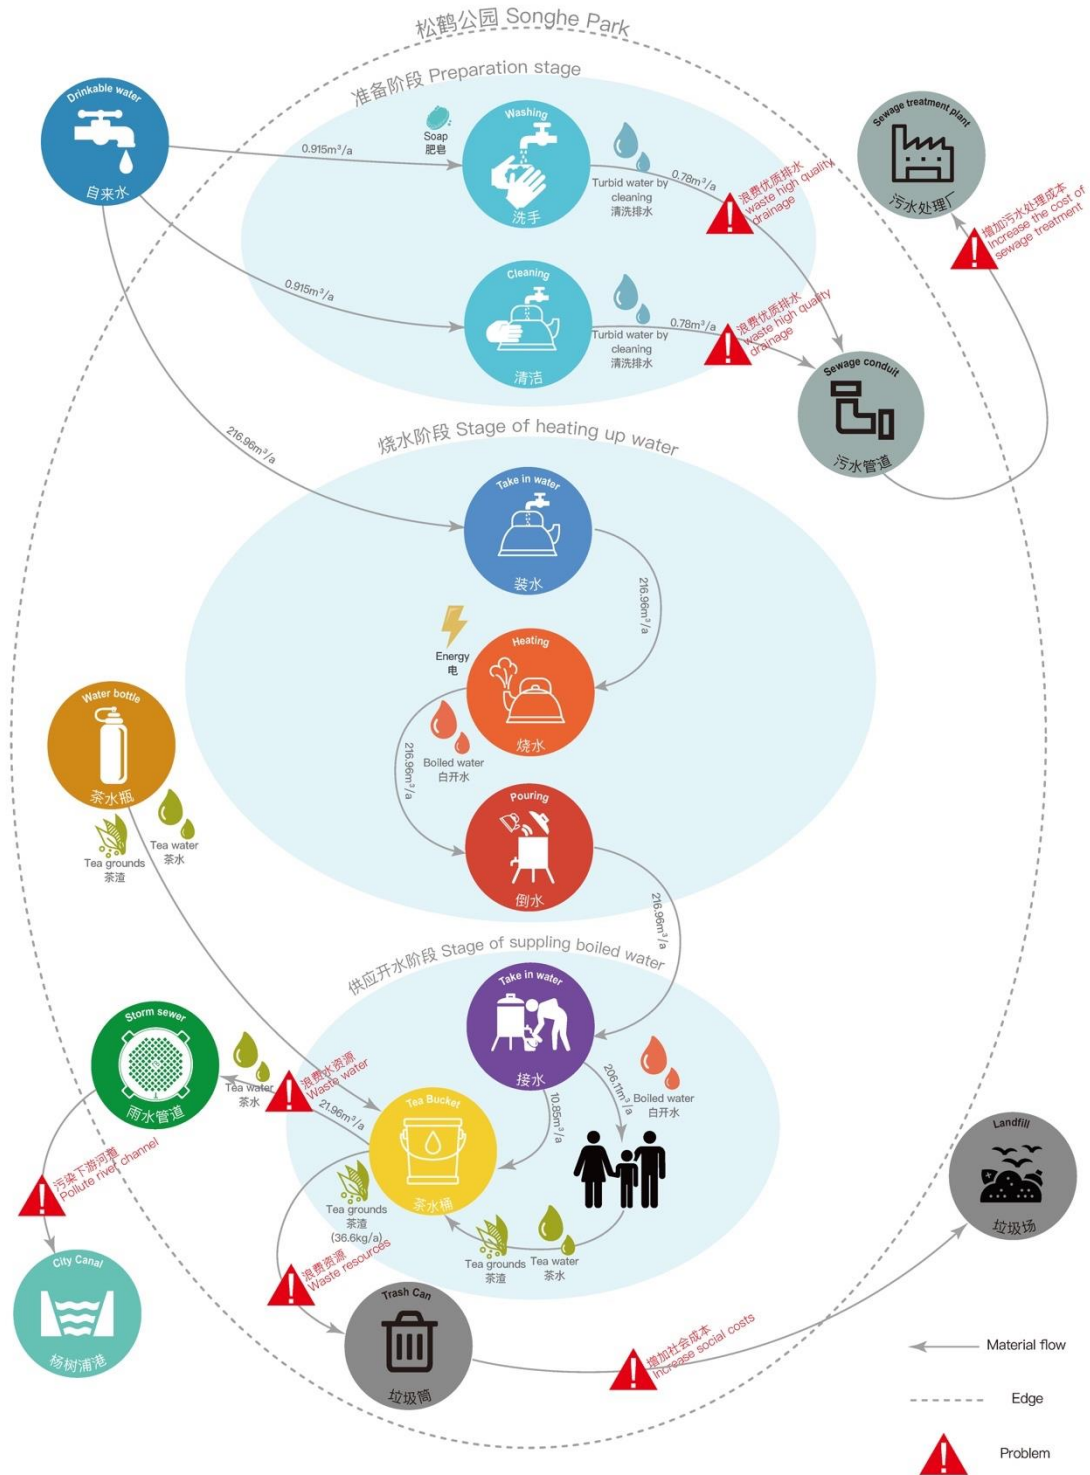 松鹤公园 Songhe Park
准备阶段 Preparation stage
Drinkable water
自来水
0.915m³/a
Soap
肥皂
Washing
洗手
Turbid water by
cleaning
清洗排水
0.78m³/a
浪费优质排水
waste high quality
drainage
Sewage treatment plant
污水处理厂
增加污水处理成本
Increase the cost of
sewage treatment
0.915m³/a
Cleaning
清洁
Turbid water by
cleaning
清洗排水
0.78m³/a
浪费优质排水
waste high quality
drainage
Sewage conduit
污水管道
216.96m³/a
烧水阶段 Stage of heating up water
Take in water
装水
216.96m³/a
Energy
电
Heating
烧水
216.96m³/a
Boiled water
白开水
Pouring
倒水
216.96m³/a
Water bottle
茶水瓶
Tea grounds
茶渣
Tea water
茶水
供应开水阶段 Stage of suppling boiled water
Take in water
接水
206.11m³/a
10.85m³/a
Boiled water
白开水
Storm sewer
雨水管道
Tea water
茶水
浪费水资源
Waste water
21.96m³/a
Tea Bucket
茶水桶
Tea grounds
茶渣
(36.6kg/a)
Tea grounds
茶渣
Tea water
茶水
污染下游河道
Pollute river channel
City Canal
杨树浦港
浪费资源
Waste resources
Trash Can
垃圾筒
增加社会成本
Increase social costs
Landfill
垃圾场
Material flow
Edge
Problem